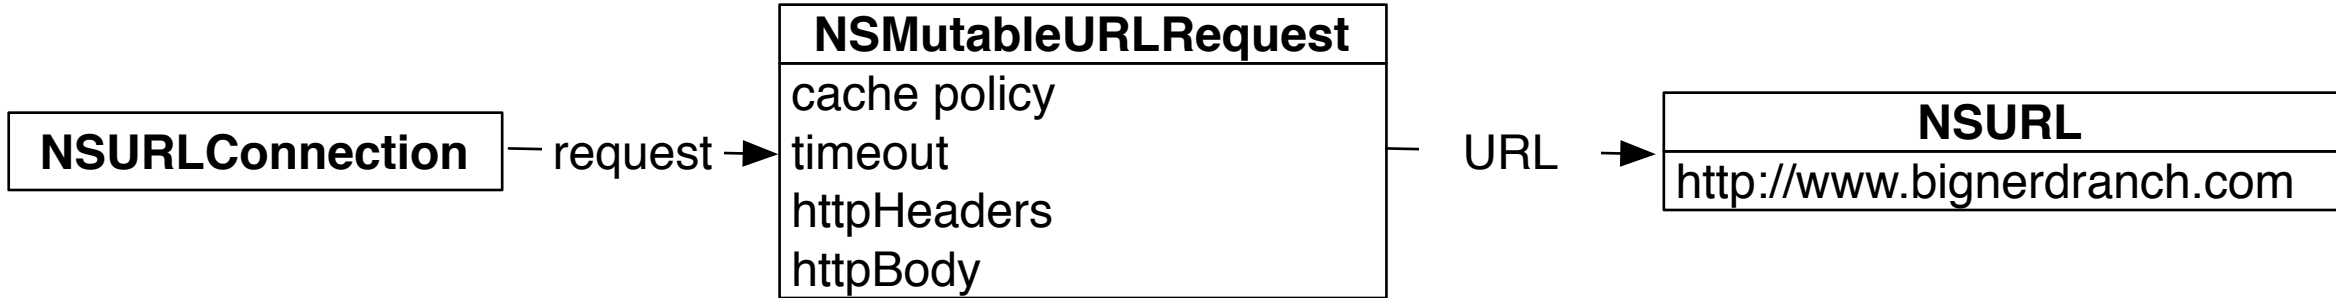 NSURLConnection
request
NSMutableURLRequest
cache policy
timeout
httpHeaders
httpBody
URL
NSURL
http://www.bignerdranch.com